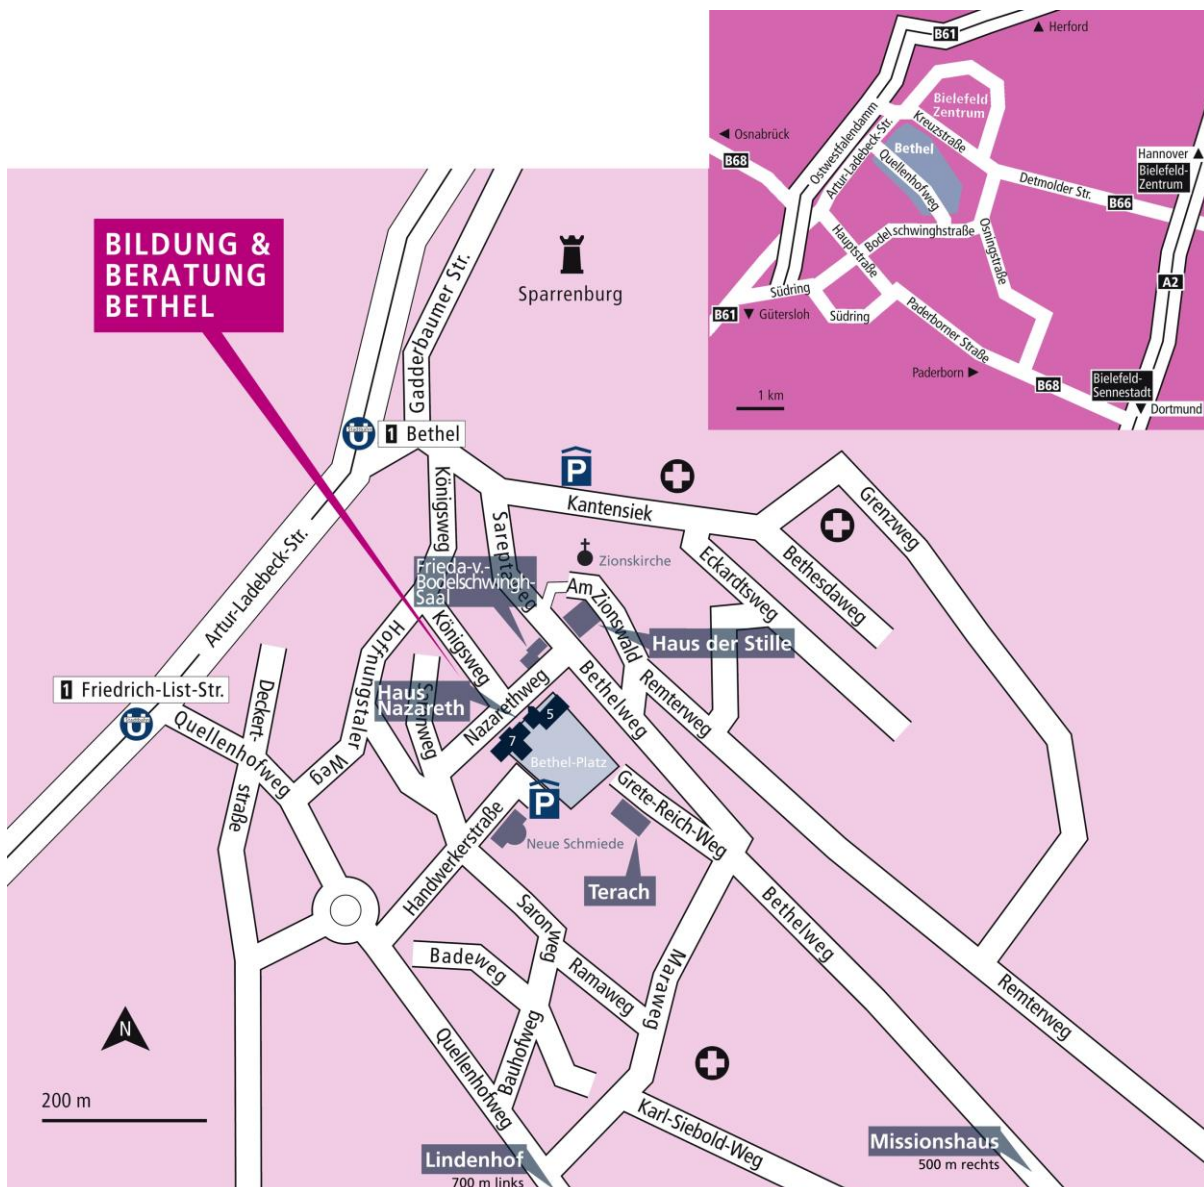 B61
▲ Herford
Bielefeld
Zentrum
◄ Osnabrück
B68
Ostwestfalendamm
Artur-Ladebeck-Str.
Kreuzstraße
Bethel
Quellenhofweg
Hannover ▲
Bielefeld-
Zentrum
Detmolder Str.
B66
Hauptstraße
Bodelschwinghstraße
Osningstraße
A2
Südring
B61 ▼ Gütersloh
Südring
Paderborner Straße
Paderborn ►
B68
Bielefeld-
Sennestadt
▼ Dortmund
1 km
BILDUNG &
BERATUNG
BETHEL
Sparrenburg
Gadderbaumer Str.
1 Bethel
P
Kantensiek
Königsweg
Sareptaweg
Grenzweg
Artur-Ladebeck-Str.
Frieda-v.-
Bodelschwingh-
Saal
Zionskirche
Eckardtsweg
Bethesdaweg
Am Zionswald
Haus der Stille
Hoffnungstaler Weg
Königsweg
1 Friedrich-List-Str.
Deckert-
straße
Quellenhofweg
Haus
Nazareth
Nazarethweg
Bethelweg
Remterweg
5
7
Bethel-Platz
P
Grete-Reich-Weg
Neue Schmiede
Handwerkerstraße
Terach
Saronweg
Bethelweg
Badeweg
Ramaweg
Maraweg
Remterweg
N
Quellenhofweg
Bauhofweg
200 m
Karl-Siebold-Weg
Lindenhof
700 m links
Missionshaus
500 m rechts